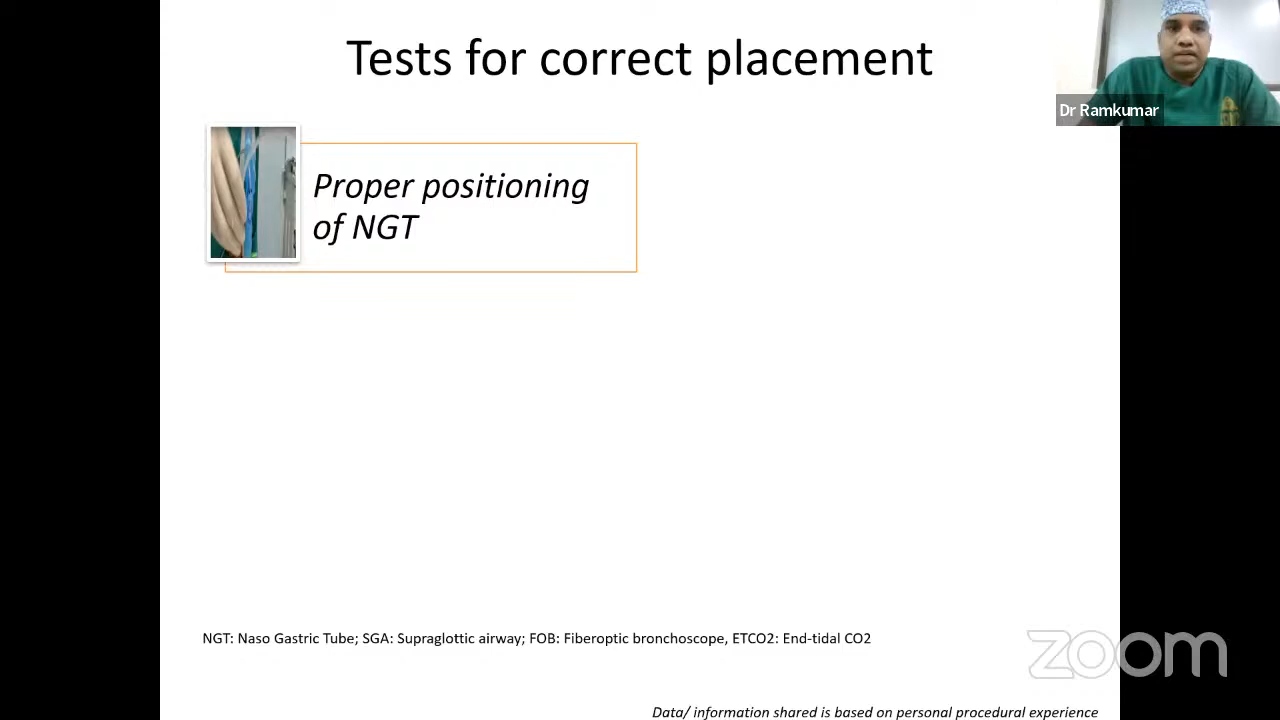 Tests for correct placement
Dr Ramkumar
Proper positioning
of NGT
NGT: Naso Gastric Tube; SGA: Supraglottic airway; FOB: Fiberoptic bronchoscope, ETCO2: End-tidal CO2
zoom
Data/ information shared is based on personal procedural experience